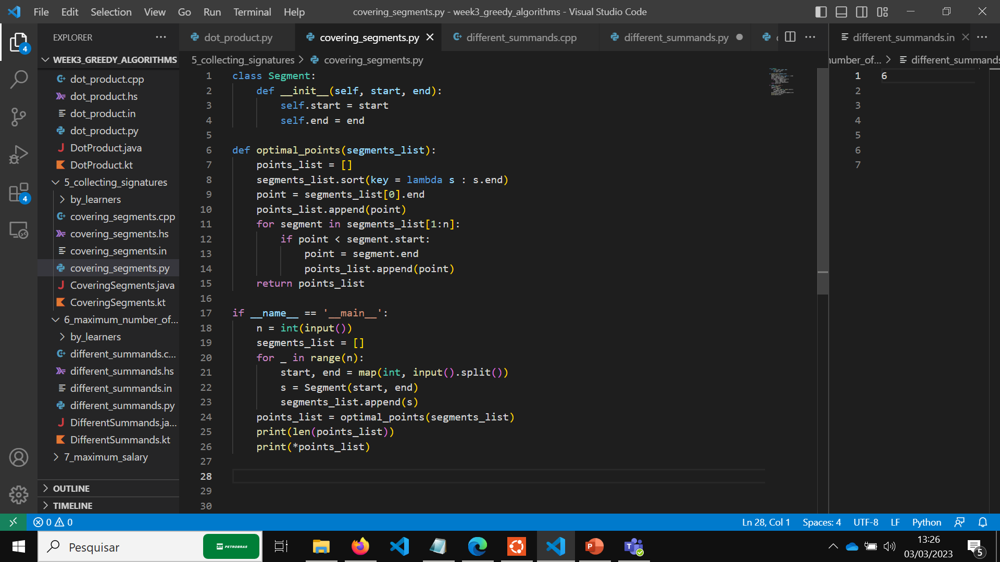 File Edit Selection View Go Run Terminal Help
covering_segments.py - week3_greedy_algorithms - Visual Studio Code
EXPLORER
4
WEEK3_GREEDY_ALGORITHMS
dot_product.cpp
dot_product.hs
dot_product.in
dot_product.py
DotProduct.java
DotProduct.kt
5_collecting_signatures
by_learners
covering_segments.cpp
covering_segments.hs
covering_segments.in
covering_segments.py
CoveringSegments.java
CoveringSegments.kt
6_maximum_number_of...
by_learners
different_summands.c...
different_summands.hs
different_summands.in
different_summands.py
DifferentSummands.ja...
DifferentSummands.kt
7_maximum_salary
OUTLINE
TIMELINE
4
dot_product.py covering_segments.py different_summands.cpp different_summands.py
5_collecting_signatures > covering_segments.py
1 class Segment:
2 def __init__(self, start, end):
3 self.start = start
4 self.end = end
5
6 def optimal_points(segments_list):
7 points_list = []
8 segments_list.sort(key = lambda s : s.end)
9 point = segments_list[0].end
10 points_list.append(point)
11 for segment in segments_list[1:n]:
12 if point < segment.start:
13 point = segment.end
14 points_list.append(point)
15 return points_list
16
17 if __name__ == '__main__':
18 n = int(input())
19 segments_list = []
20 for _ in range(n):
21 start, end = map(int, input().split())
22 s = Segment(start, end)
23 segments_list.append(s)
24 points_list = optimal_points(segments_list)
25 print(len(points_list))
26 print(*points_list)
27
28
29
30
different_summands.in
number_of... > different_summands
1 6
2
3
4
5
6
7
0 0
Ln 28, Col 1 Spaces: 4 UTF-8 LF Python
Pesquisar
BR PETROBRAS
13:26
03/03/2023
5